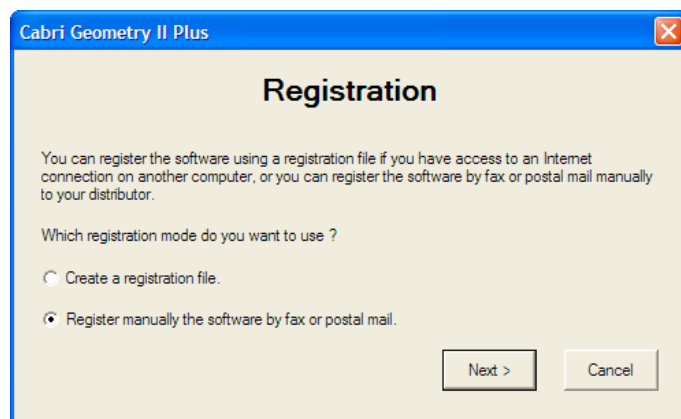 Cabri Geometry II Plus
Registration
You can register the software using a registration file if you have access to an Internet
connection on another computer, or you can register the software by fax or postal mail manually
to your distributor.
Which registration mode do you want to use ?
Create a registration file.
Register manually the software by fax or postal mail.
Next > Cancel